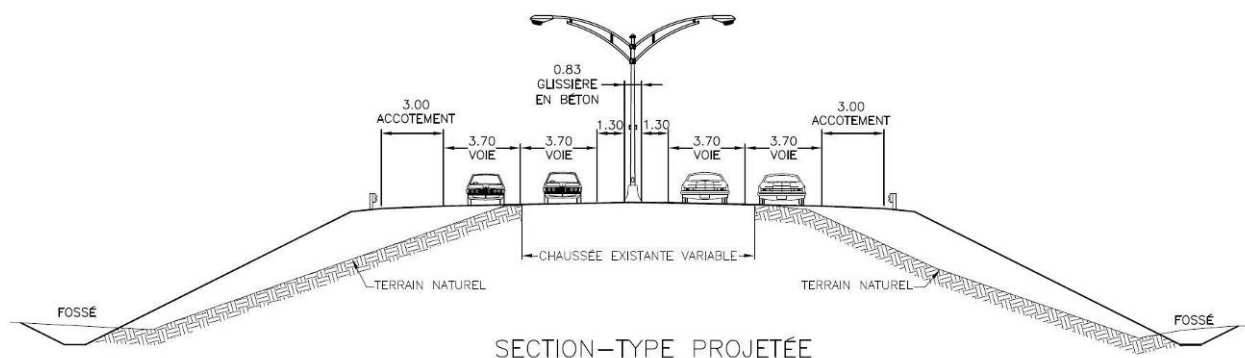 0.83
GLISSIÈRE
EN BÉTON
3.00
ACCOTEMENT
3.70
VOIE
3.70
VOIE
1.30
1.30
3.70
VOIE
3.70
VOIE
3.00
ACCOTEMENT
CHAUSSÉE EXISTANTE VARIABLE
TERRAIN NATUREL
TERRAIN NATUREL
FOSSÉ
FOSSÉ
SECTION-TYPE PROJETÉE